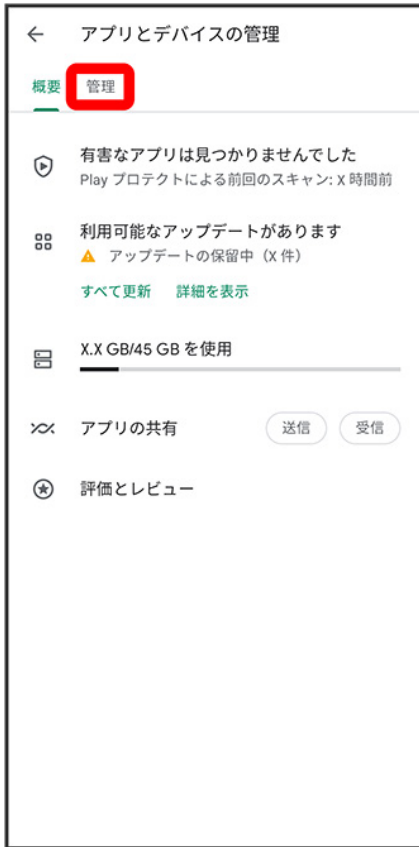 アプリとデバイスの管理
概要 管理
有害なアプリは見つかりませんでした
Play プロテクトによる前回のスキャン: X 時間前
利用可能なアップデートがあります
アップデートの保留中（X 件）
すべて更新 詳細を表示
X.X GB/45 GB を使用
アプリの共有 送信 受信
評価とレビュー